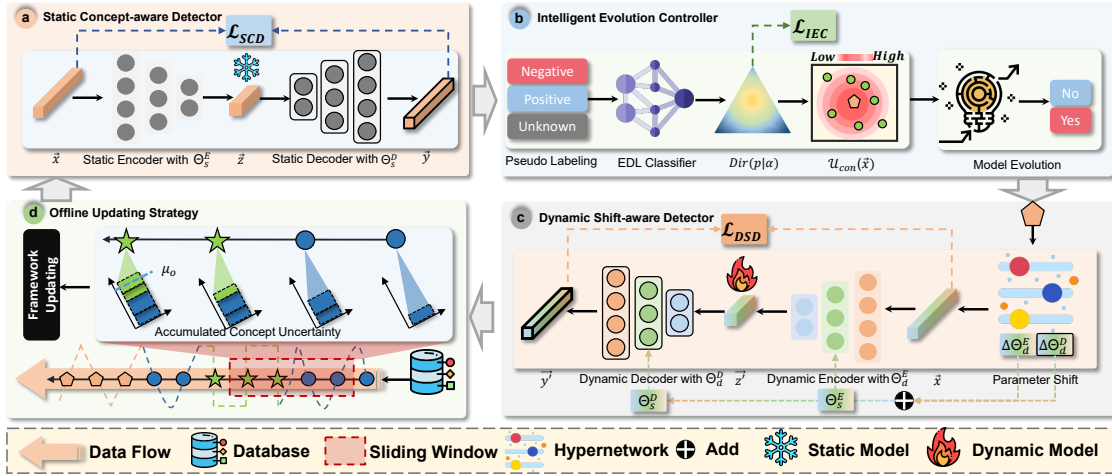 a Static Concept-aware Detector
ℒ_SCD
x⃗
Static Encoder with Θ_s^E
z⃗
Static Decoder with Θ_s^D
y⃗
b Intelligent Evolution Controller
ℒ_IEC
Negative
Positive
Unknown
Low High
No
Yes
Pseudo Labeling
EDL Classifier
Dir(p|α)
𝒰_con(x⃗)
Model Evolution
d Offline Updating Strategy
Framework
Updating
μ_o
Accumulated Concept Uncertainty
c Dynamic Shift-aware Detector
ℒ_DSD
ΔΘ_d^E
ΔΘ_d^D
y'⃗
Dynamic Decoder with Θ_d^D
z'⃗
Dynamic Encoder with Θ_d^E
x⃗
Parameter Shift
Θ_s^D
Θ_s^E
Data Flow
Database
Sliding Window
Hypernetwork
Add
Static Model
Dynamic Model